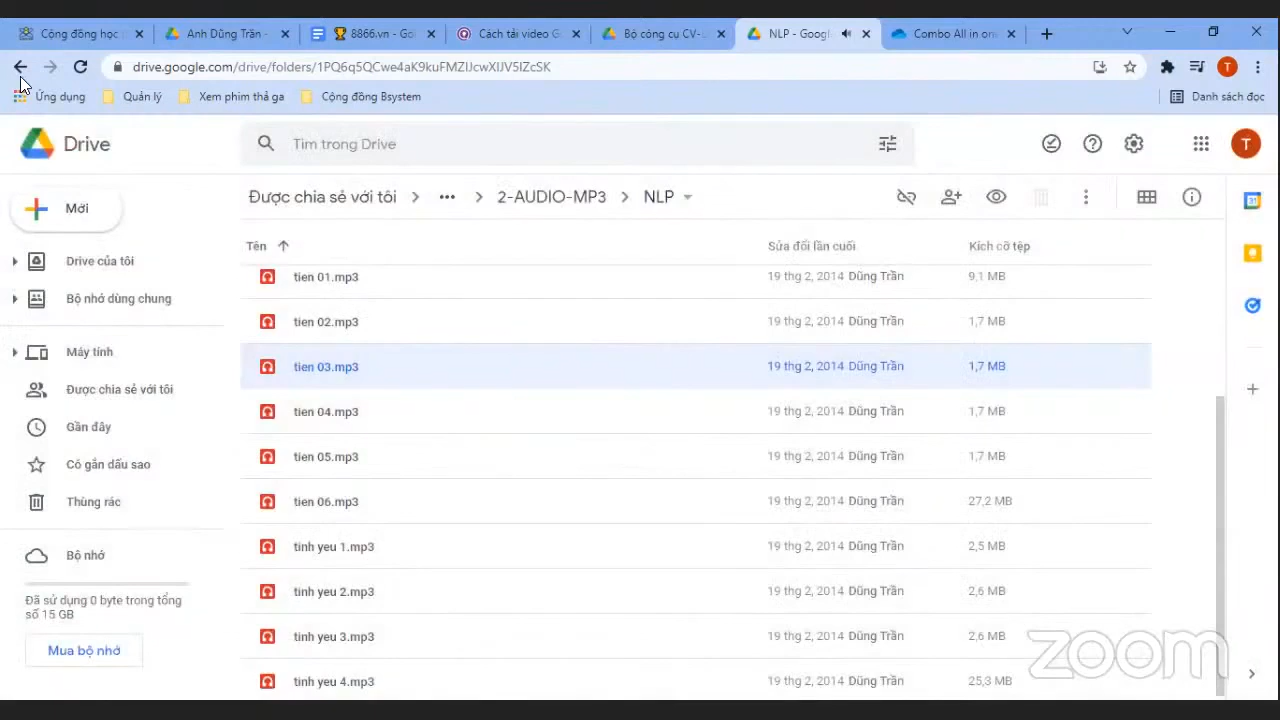 Cộng đồng học
Anh Dũng Trần -
8866.vn - Go
Cách tải video G
Bộ công cụ CV-
NLP - Google
Combo All in one
drive.google.com/drive/folders/1PQ6q5QCwe4aK9kuFMZIJcwXIJV5IZcSK
T
Ứng dụng
Quản lý
Xem phim thả ga
Cộng đồng Bsystem
Danh sách đọc
Drive
Tìm trong Drive
T
Mới
Được chia sẻ với tôi
2-AUDIO-MP3
NLP
Tên
Sửa đổi lần cuối
Kích cỡ tệp
Drive của tôi
Bộ nhớ dùng chung
Máy tính
Được chia sẻ với tôi
Gần đây
Có gắn dấu sao
Thùng rác
Bộ nhớ
Đã sử dụng 0 byte trong tổng
số 15 GB
Mua bộ nhớ
tien 01.mp3 19 thg 2, 2014 Dũng Trần 9,1 MB
tien 02.mp3 19 thg 2, 2014 Dũng Trần 1,7 MB
tien 03.mp3 19 thg 2, 2014 Dũng Trần 1,7 MB
tien 04.mp3 19 thg 2, 2014 Dũng Trần 1,7 MB
tien 05.mp3 19 thg 2, 2014 Dũng Trần 1,7 MB
tien 06.mp3 19 thg 2, 2014 Dũng Trần 27,2 MB
tinh yeu 1.mp3 19 thg 2, 2014 Dũng Trần 2,5 MB
tinh yeu 2.mp3 19 thg 2, 2014 Dũng Trần 2,6 MB
tinh yeu 3.mp3 19 thg 2, 2014 Dũng Trần 2,6 MB
tinh yeu 4.mp3 19 thg 2, 2014 Dũng Trần 25,3 MB
zoom